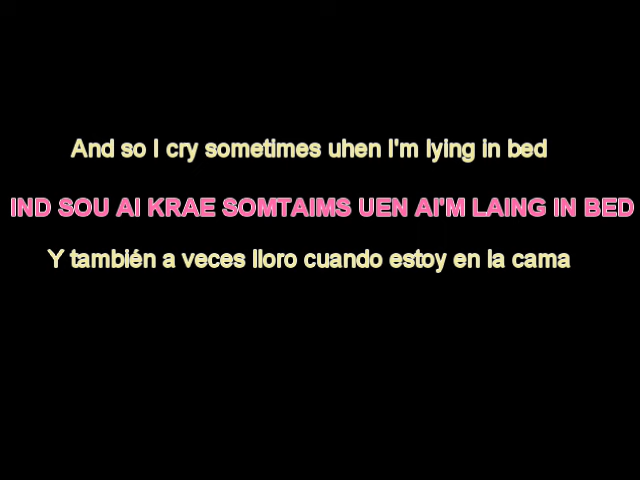 And so I cry sometimes uhen I'm lying in bed
IND SOU AI KRAE SOMTAIMS UEN AI'M LAING IN BED
Y también a veces lloro cuando estoy en la cama